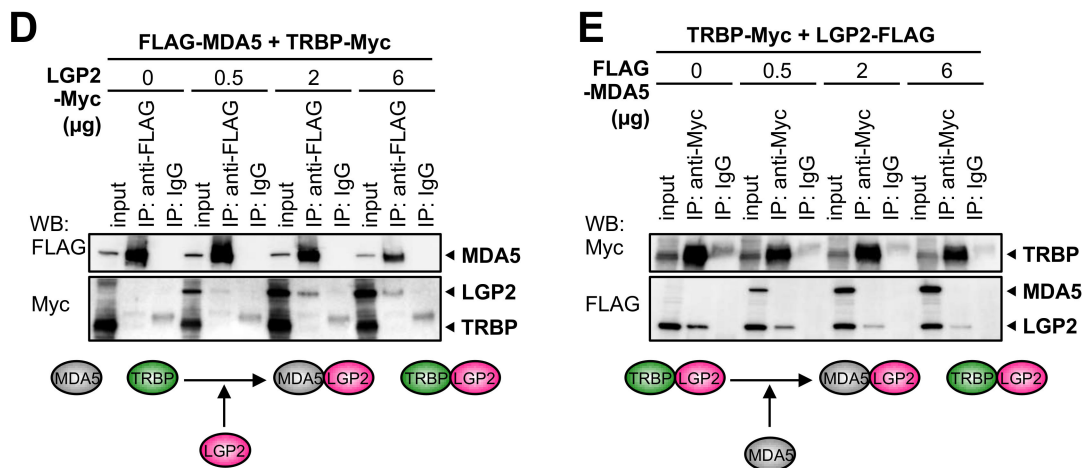 D
FLAG-MDA5 + TRBP-Myc
LGP2
-Myc
(µg)
0 0.5 2 6
input IP: anti-FLAG IP: IgG input IP: anti-FLAG IP: IgG input IP: anti-FLAG IP: IgG input IP: anti-FLAG IP: IgG
WB:
FLAG
MDA5
Myc
LGP2
TRBP
MDA5 TRBP MDA5 LGP2 TRBP LGP2
LGP2
E
TRBP-Myc + LGP2-FLAG
FLAG
-MDA5
(µg)
0 0.5 2 6
input IP: anti-Myc IP: IgG input IP: anti-Myc IP: IgG input IP: anti-Myc IP: IgG input IP: anti-Myc IP: IgG
WB:
Myc
TRBP
FLAG
MDA5
LGP2
TRBP LGP2 MDA5 LGP2 TRBP LGP2
MDA5